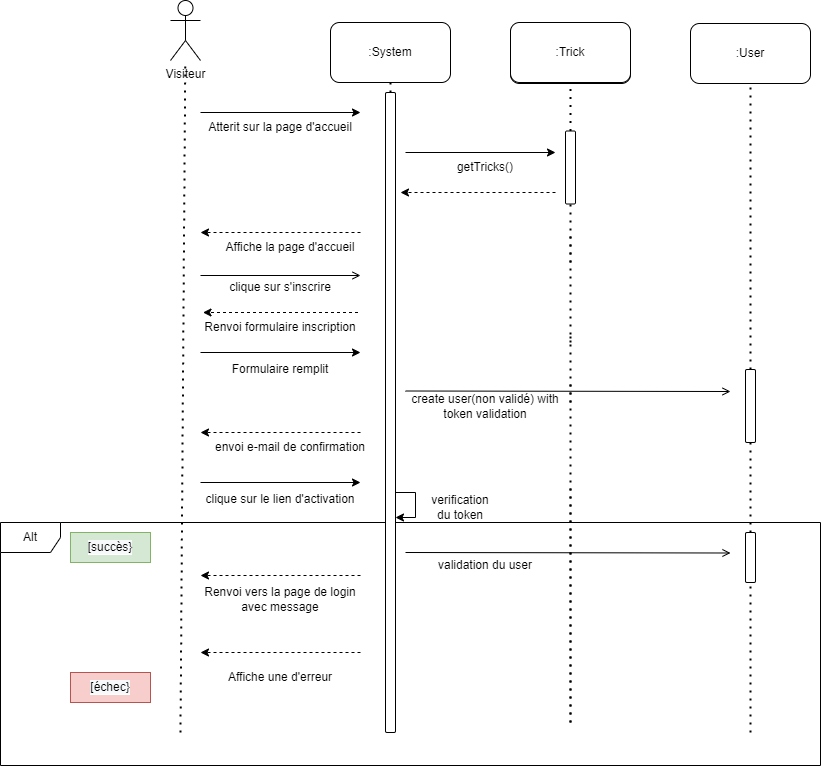 Visiteur
:System
:Trick
:User
Atterit sur la page d'accueil
getTricks()
Affiche la page d'accueil
clique sur s'inscrire
Renvoi formulaire inscription
Formulaire remplit
create user(non validé) with
token validation
envoi e-mail de confirmation
clique sur le lien d'activation
verification
du token
Alt
[succès}
validation du user
Renvoi vers la page de login
avec message
Affiche une d'erreur
[échec}